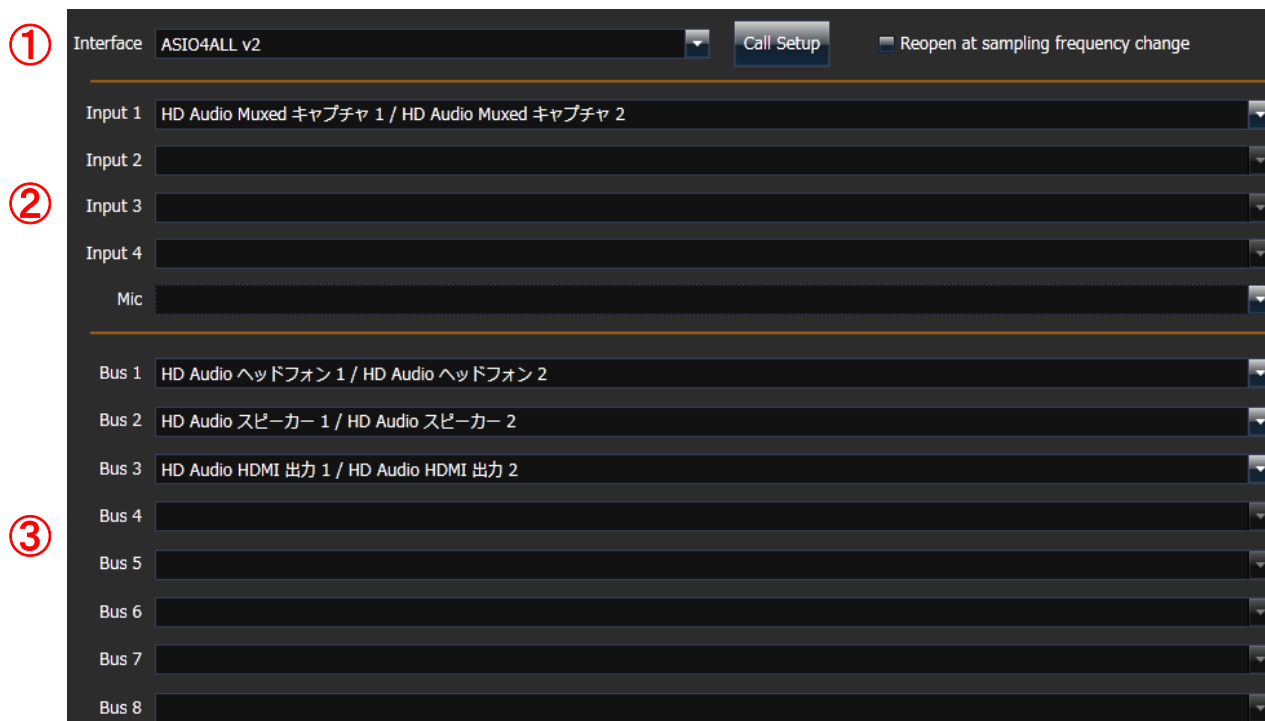 ① Interface ASIO4ALL v2 Call Setup Reopen at sampling frequency change
Input 1 HD Audio Muxed キャプチャ 1 / HD Audio Muxed キャプチャ 2
Input 2
② Input 3
Input 4
Mic
Bus 1 HD Audio ヘッドフォン 1 / HD Audio ヘッドフォン 2
Bus 2 HD Audio スピーカー 1 / HD Audio スピーカー 2
Bus 3 HD Audio HDMI 出力 1 / HD Audio HDMI 出力 2
Bus 4
③
Bus 5
Bus 6
Bus 7
Bus 8